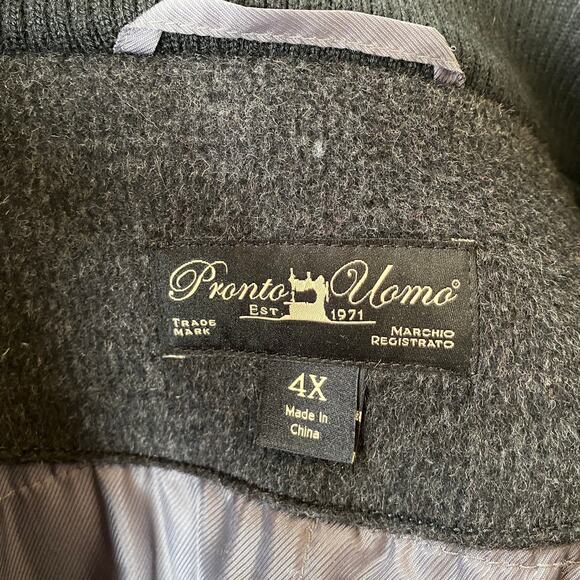 Pronto Uomo®
EST. 1971
TRADE MARK
MARCHIO REGISTRATO
4X
Made In
China